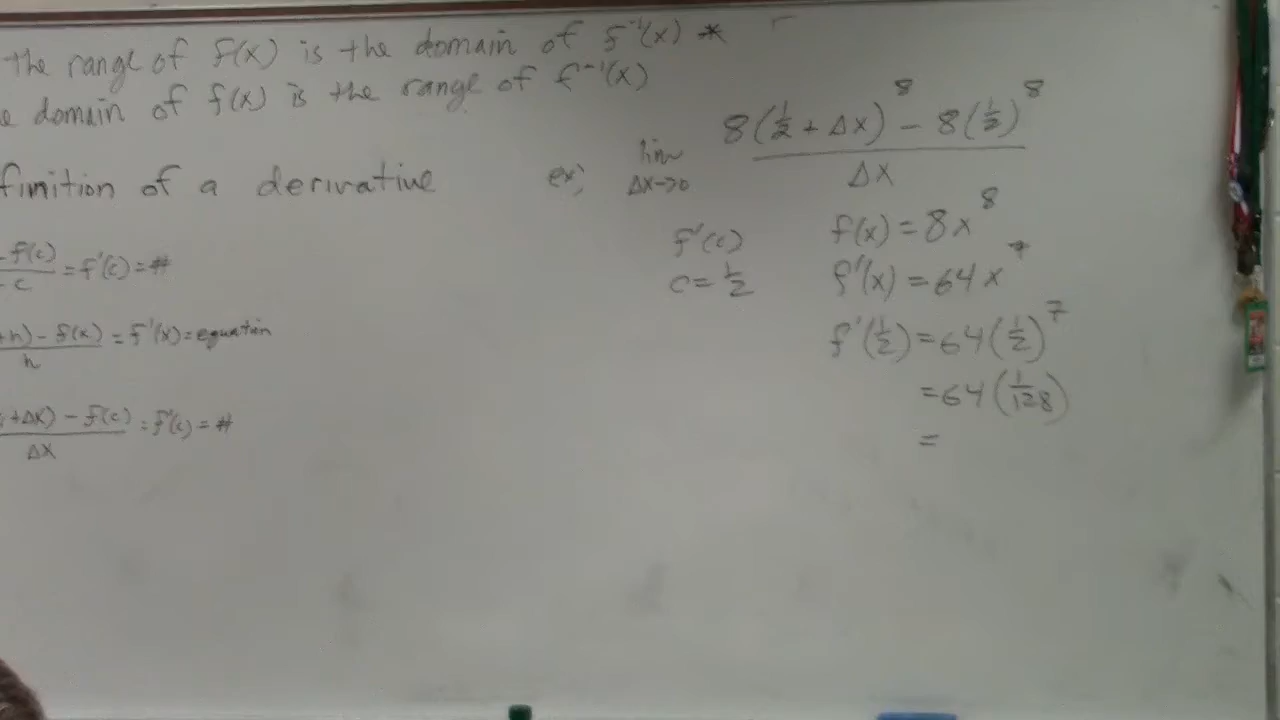 the range of f(x) is the domain of f⁻¹(x) *
e domain of f(x) is the range of f⁻¹(x)
finition of a derivative
- f(c) / - c = f'(c) = #
+h) - f(x) / h = f'(x) = equation
+Δx) - f(c) / Δx = f'(c) = #
ex; lim Δx→0 8(1/2 + Δx)⁸ - 8(1/2)⁸ / Δx
f'(c)
c = 1/2
f(x) = 8x⁸
f'(x) = 64x⁷
f'(1/2) = 64(1/2)⁷
= 64(1/128)
=